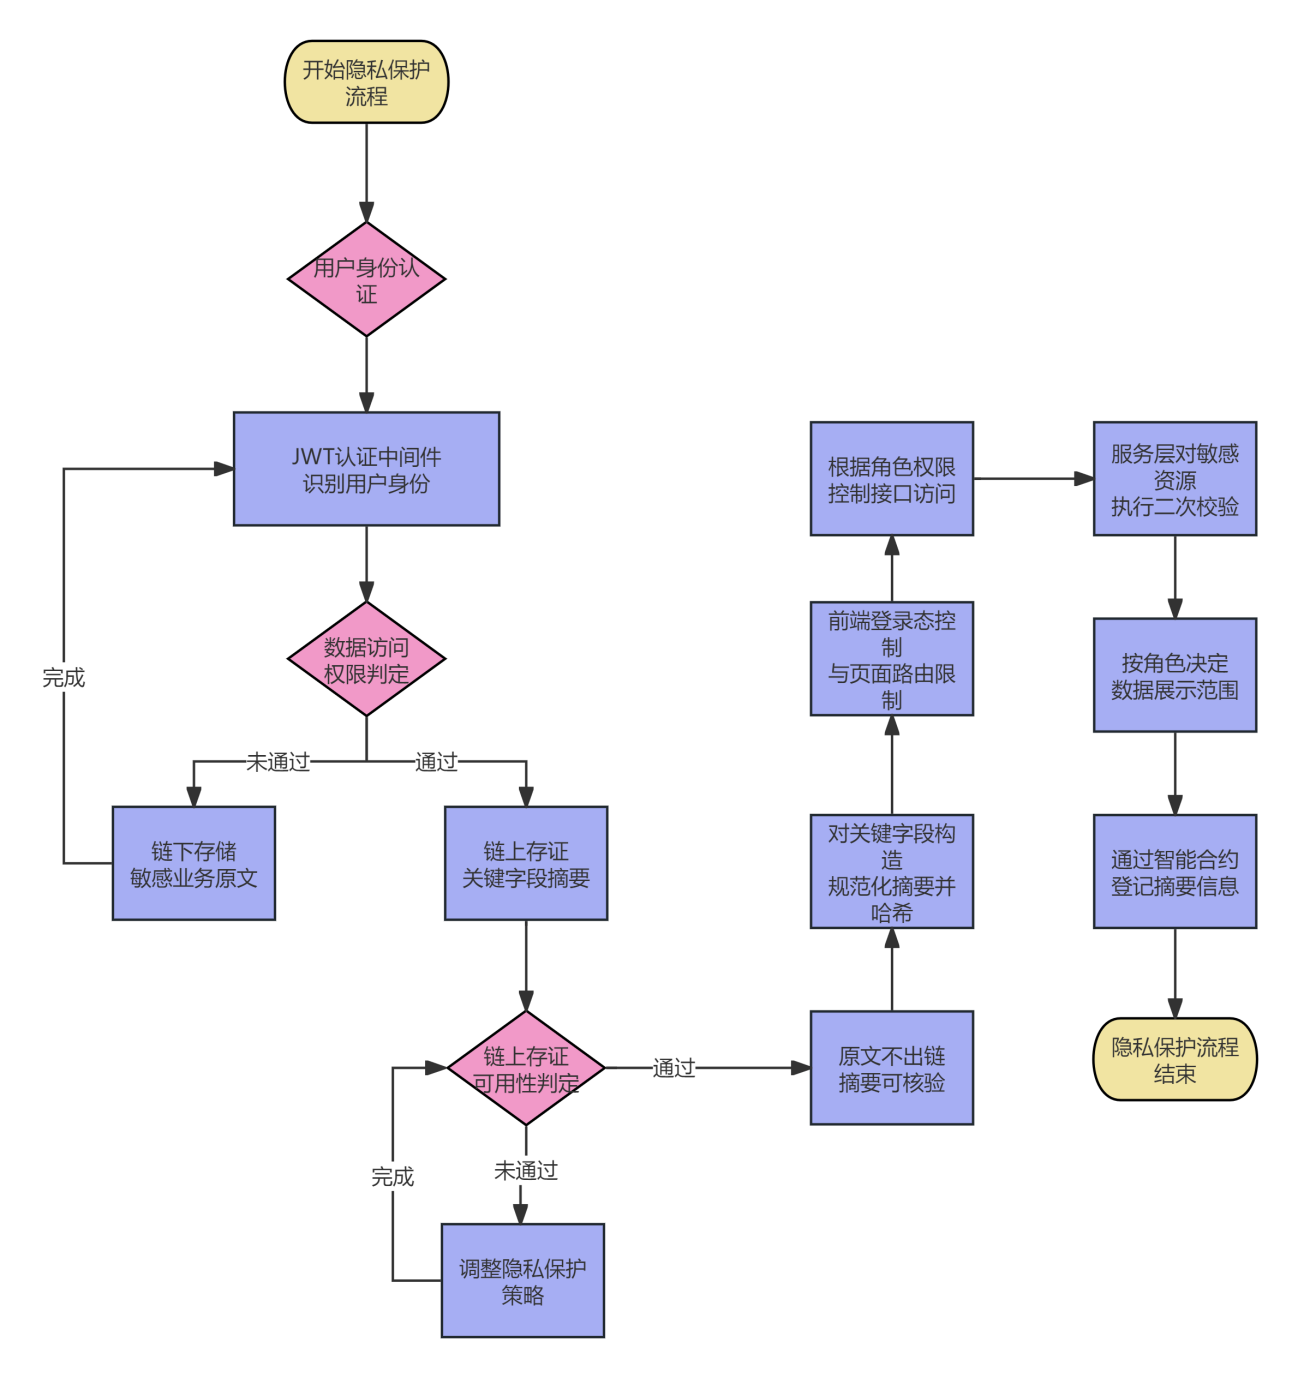 开始隐私保护
流程
用户身份认
证
JWT认证中间件
识别用户身份
数据访问
权限判定
完成
未通过
通过
链下存储
敏感业务原文
链上存证
关键字段摘要
链上存证
可用性判定
通过
未通过
完成
调整隐私保护
策略
原文不出链
摘要可核验
对关键字段构
造
规范化摘要并
哈希
前端登录态控
制
与页面路由限
制
根据角色权限
控制接口访问
服务层对敏感
资源
执行二次校验
按角色决定
数据展示范围
通过智能合约
登记摘要信息
隐私保护流程
结束